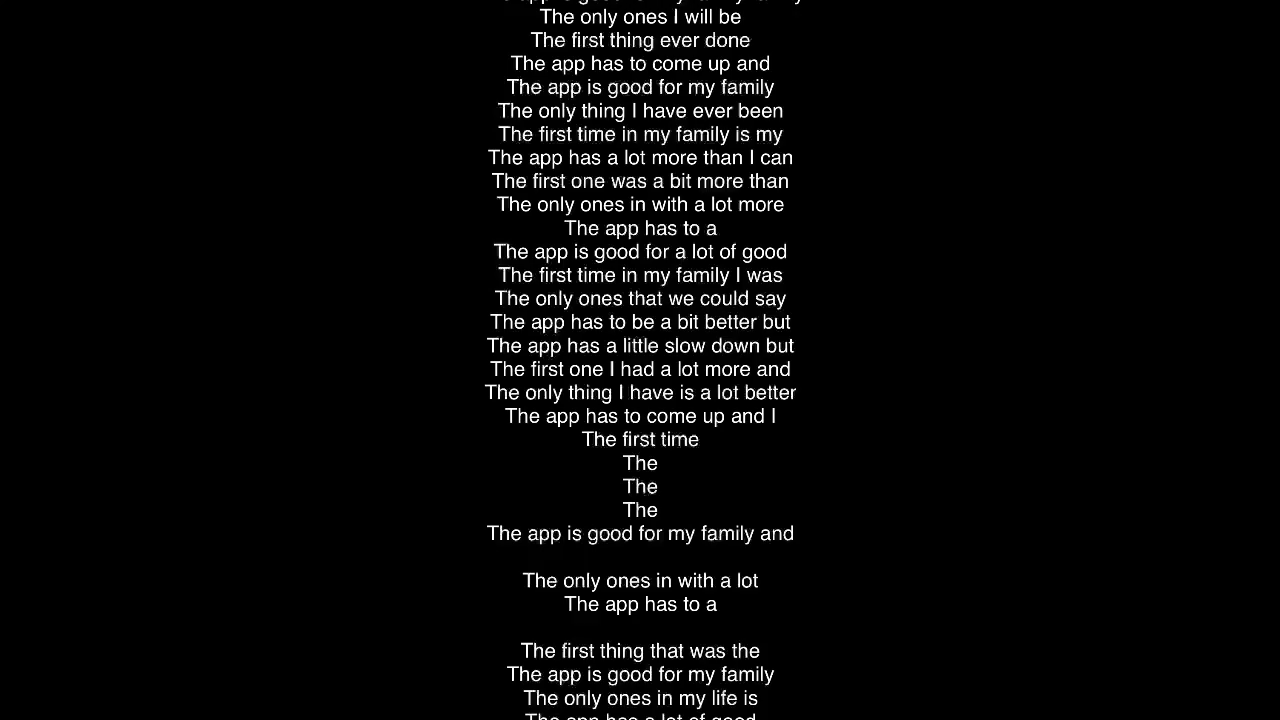 The only ones I will be
The first thing ever done
The app has to come up and
The app is good for my family
The only thing I have ever been
The first time in my family is my
The app has a lot more than I can
The first one was a bit more than
The only ones in with a lot more
The app has to a
The app is good for a lot of good
The first time in my family I was
The only ones that we could say
The app has to be a bit better but
The app has a little slow down but
The first one I had a lot more and
The only thing I have is a lot better
The app has to come up and I
The first time
The
The
The
The app is good for my family and
The only ones in with a lot
The app has to a
The first thing that was the
The app is good for my family
The only ones in my life is
The app has a lot of good